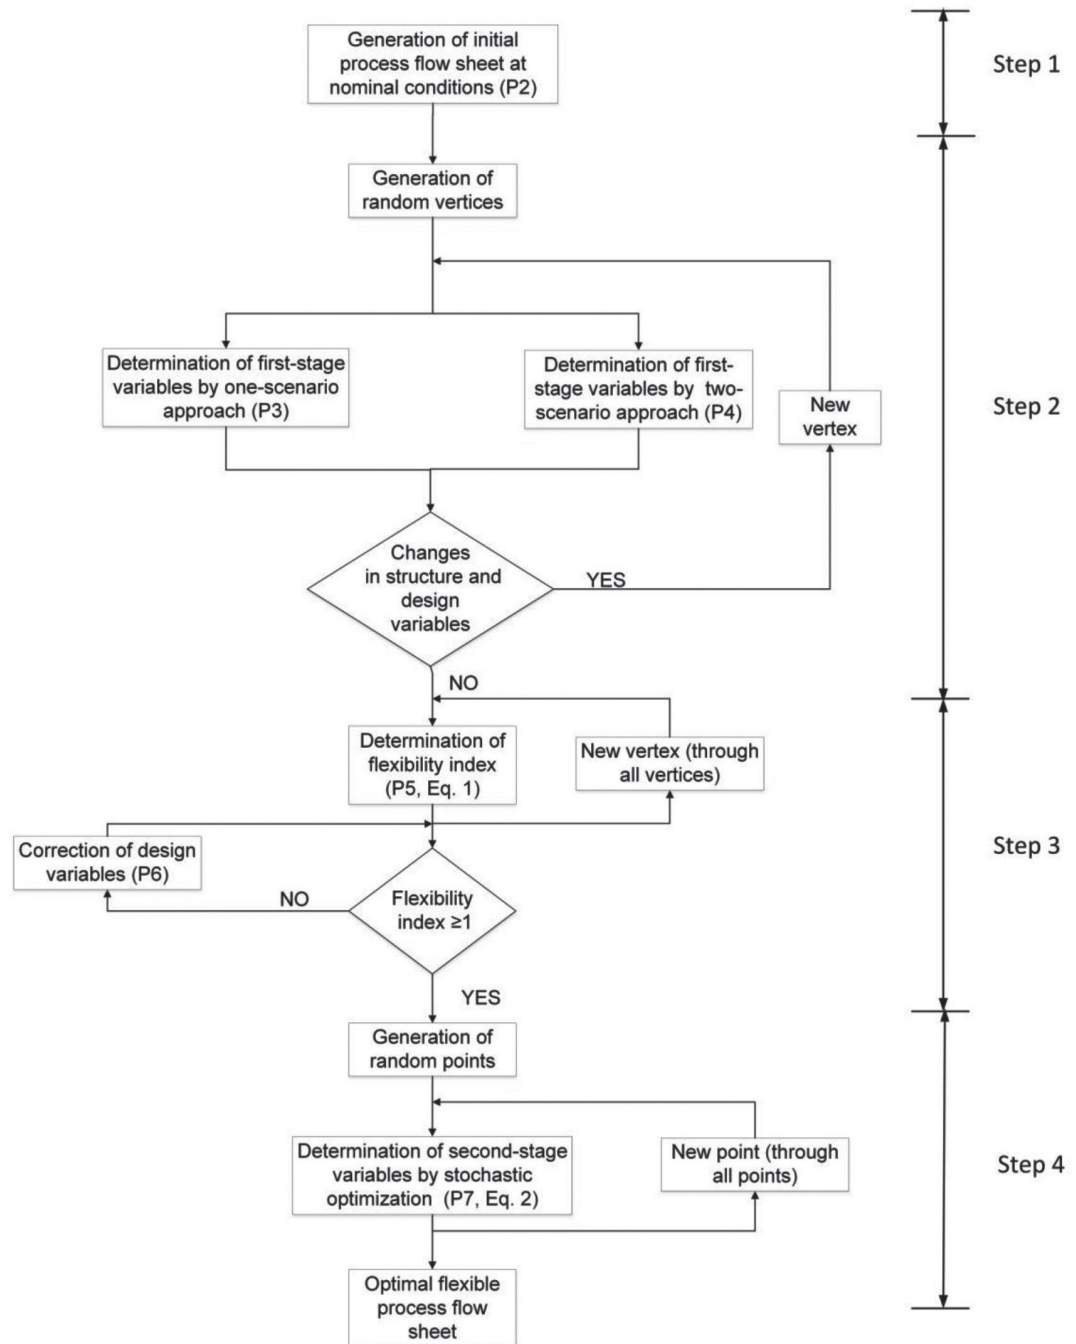 Generation of initial
process flow sheet at
nominal conditions (P2)
Step 1
Generation of
random vertices
Determination of first-stage
variables by one-scenario
approach (P3)
Determination of first-
stage variables by two-
scenario approach (P4)
New
vertex
Step 2
Changes
in structure and
design
variables
YES
NO
Determination of
flexibility index
(P5, Eq. 1)
New vertex (through
all vertices)
Correction of design
variables (P6)
Step 3
NO
Flexibility
index ≥1
YES
Generation of
random points
Determination of second-stage
variables by stochastic
optimization (P7, Eq. 2)
New point (through
all points)
Step 4
Optimal flexible
process flow
sheet